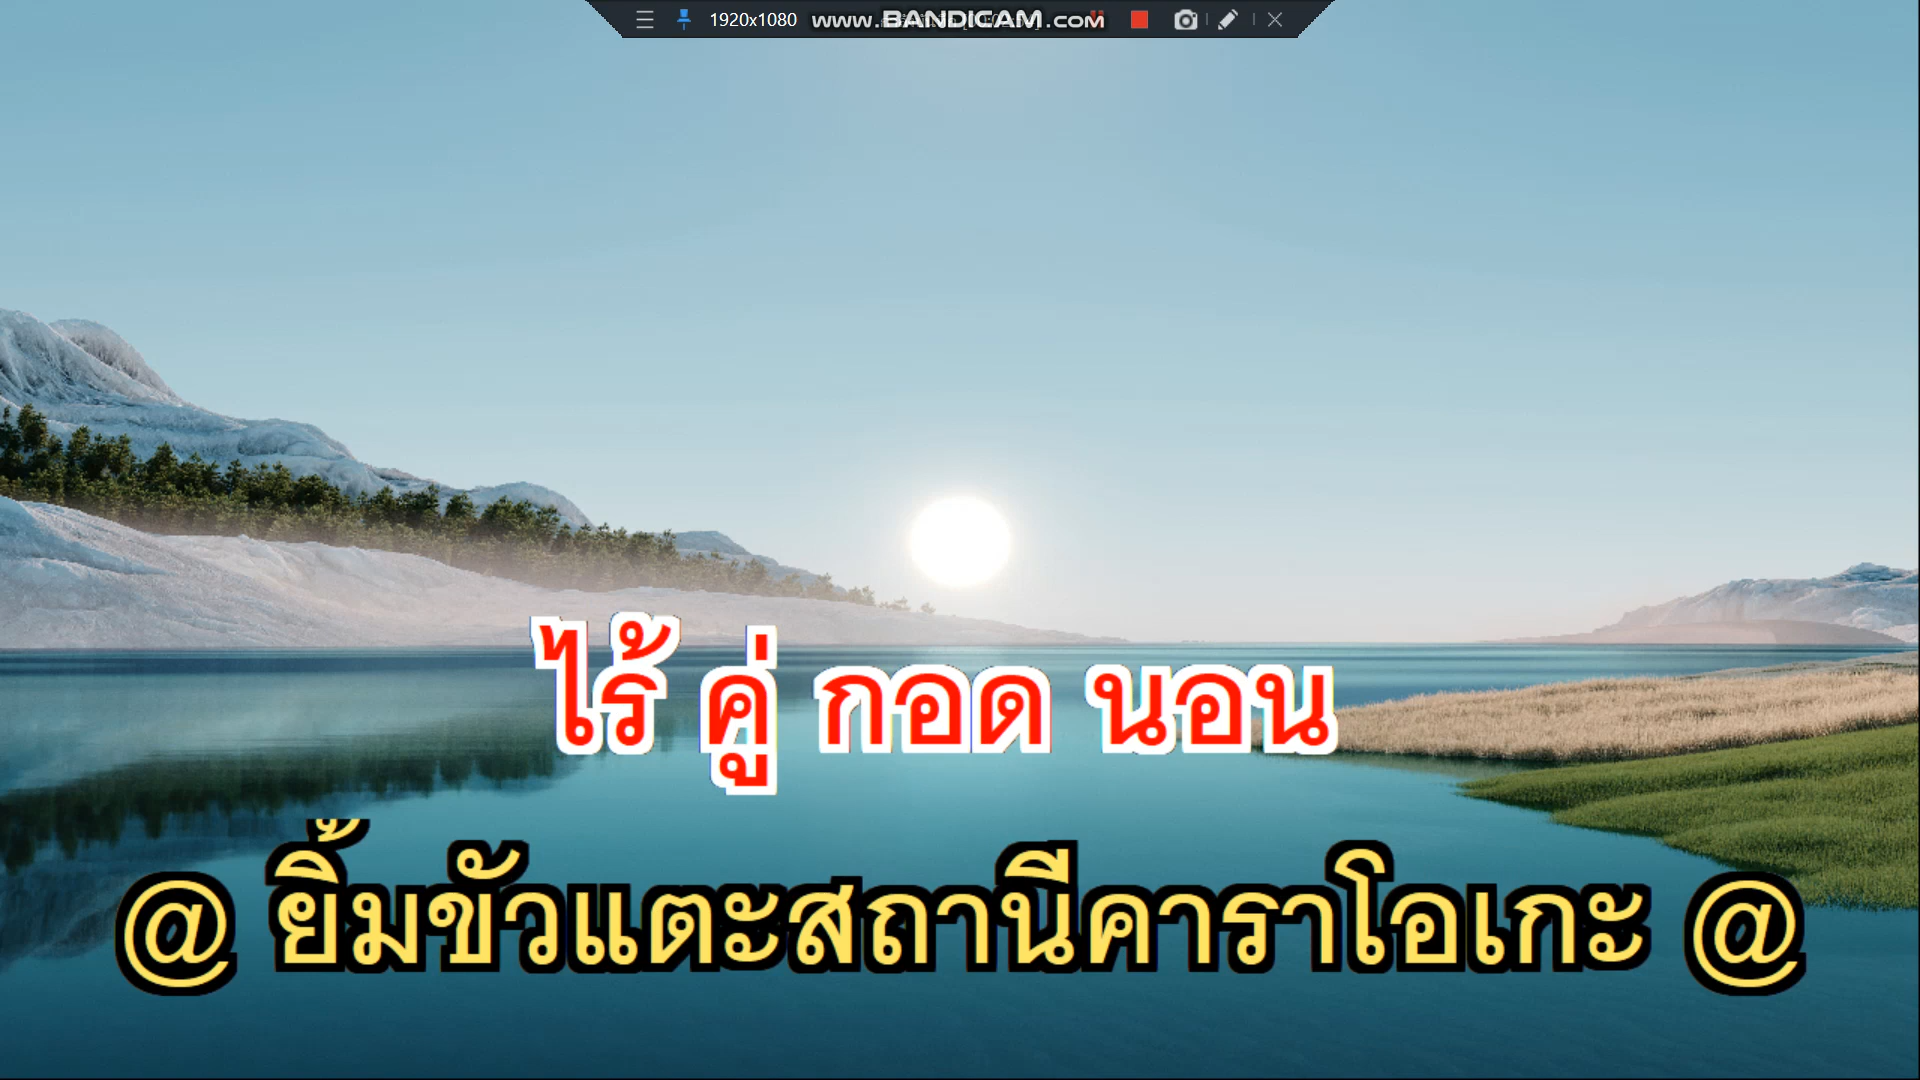 1920x1080 www.BANDICAM.com
ไร้ คู่ กอด นอน
@ ยิ้มขัวแตะสถานีคาราโอเกะ @